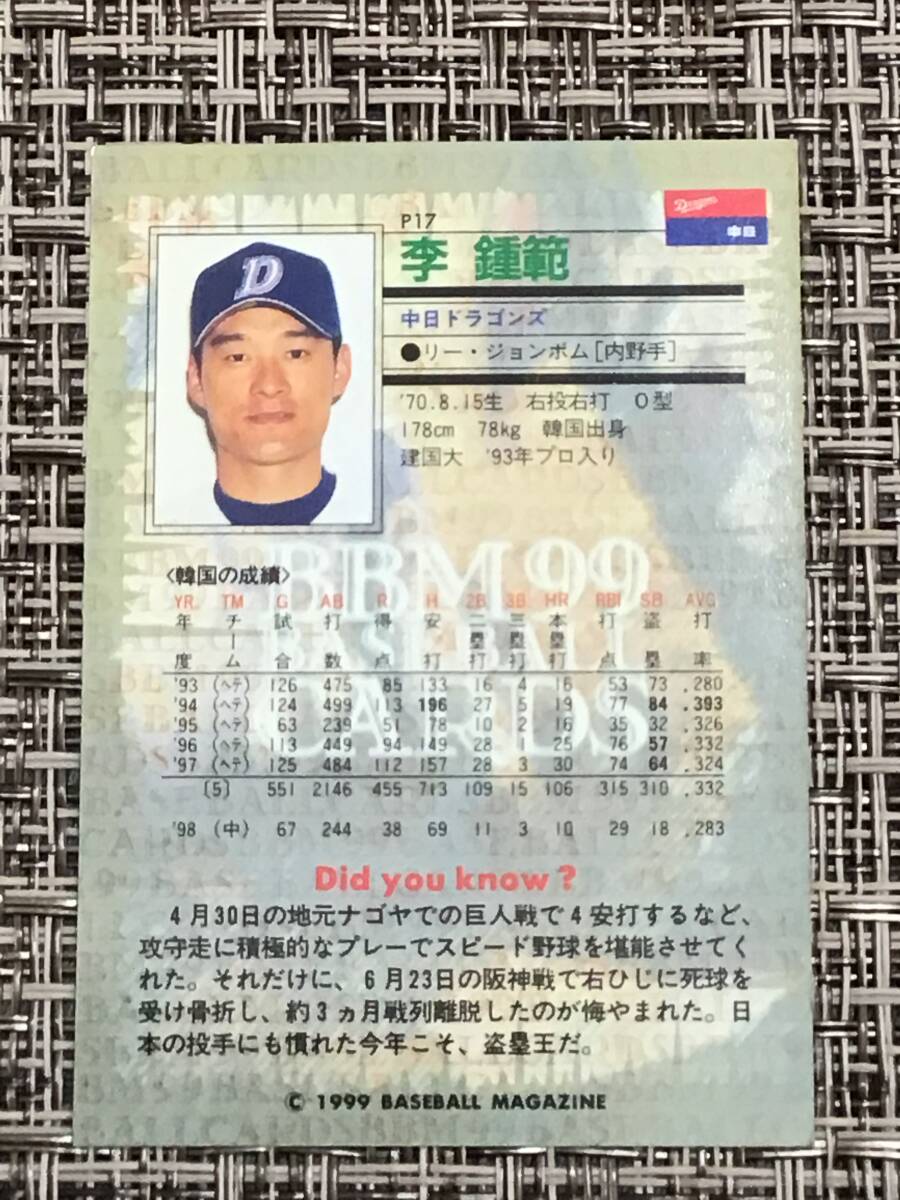 P17
李 鍾範
Dragons
中日
D
中日ドラゴンズ
●リー・ジョンボム[内野手]
'70.8.15生 右投右打 O型
178cm 78kg 韓国出身
建国大 '93年プロ入り
BBM 99
BASEBALL
CARDS
〈韓国の成績〉
YR. TM G AB R H 2B 3B HR RBI SB AVG
年度 チーム 試合 打数 得点 安打 二塁打 三塁打 本塁打 打点 盗塁 打率
'93 (ヘテ) 126 475 85 133 16 4 16 53 73 .280
'94 (ヘテ) 124 499 113 196 27 5 19 77 84 .393
'95 (ヘテ) 63 239 51 78 10 2 16 35 32 .326
'96 (ヘテ) 113 449 94 149 28 1 25 76 57 .332
'97 (ヘテ) 125 484 112 157 28 3 30 74 64 .324
〔5〕 551 2146 455 713 109 15 106 315 310 .332
'98 (中) 67 244 38 69 11 3 10 29 18 .283
Did you know?
4月30日の地元ナゴヤでの巨人戦で4安打するなど、
攻守走に積極的なプレーでスピード野球を堪能させてく
れた。それだけに、6月23日の阪神戦で右ひじに死球を
受け骨折し、約3ヵ月戦列離脱したのが悔やまれた。日
本の投手にも慣れた今年こそ、盗塁王だ。
© 1999 BASEBALL MAGAZINE